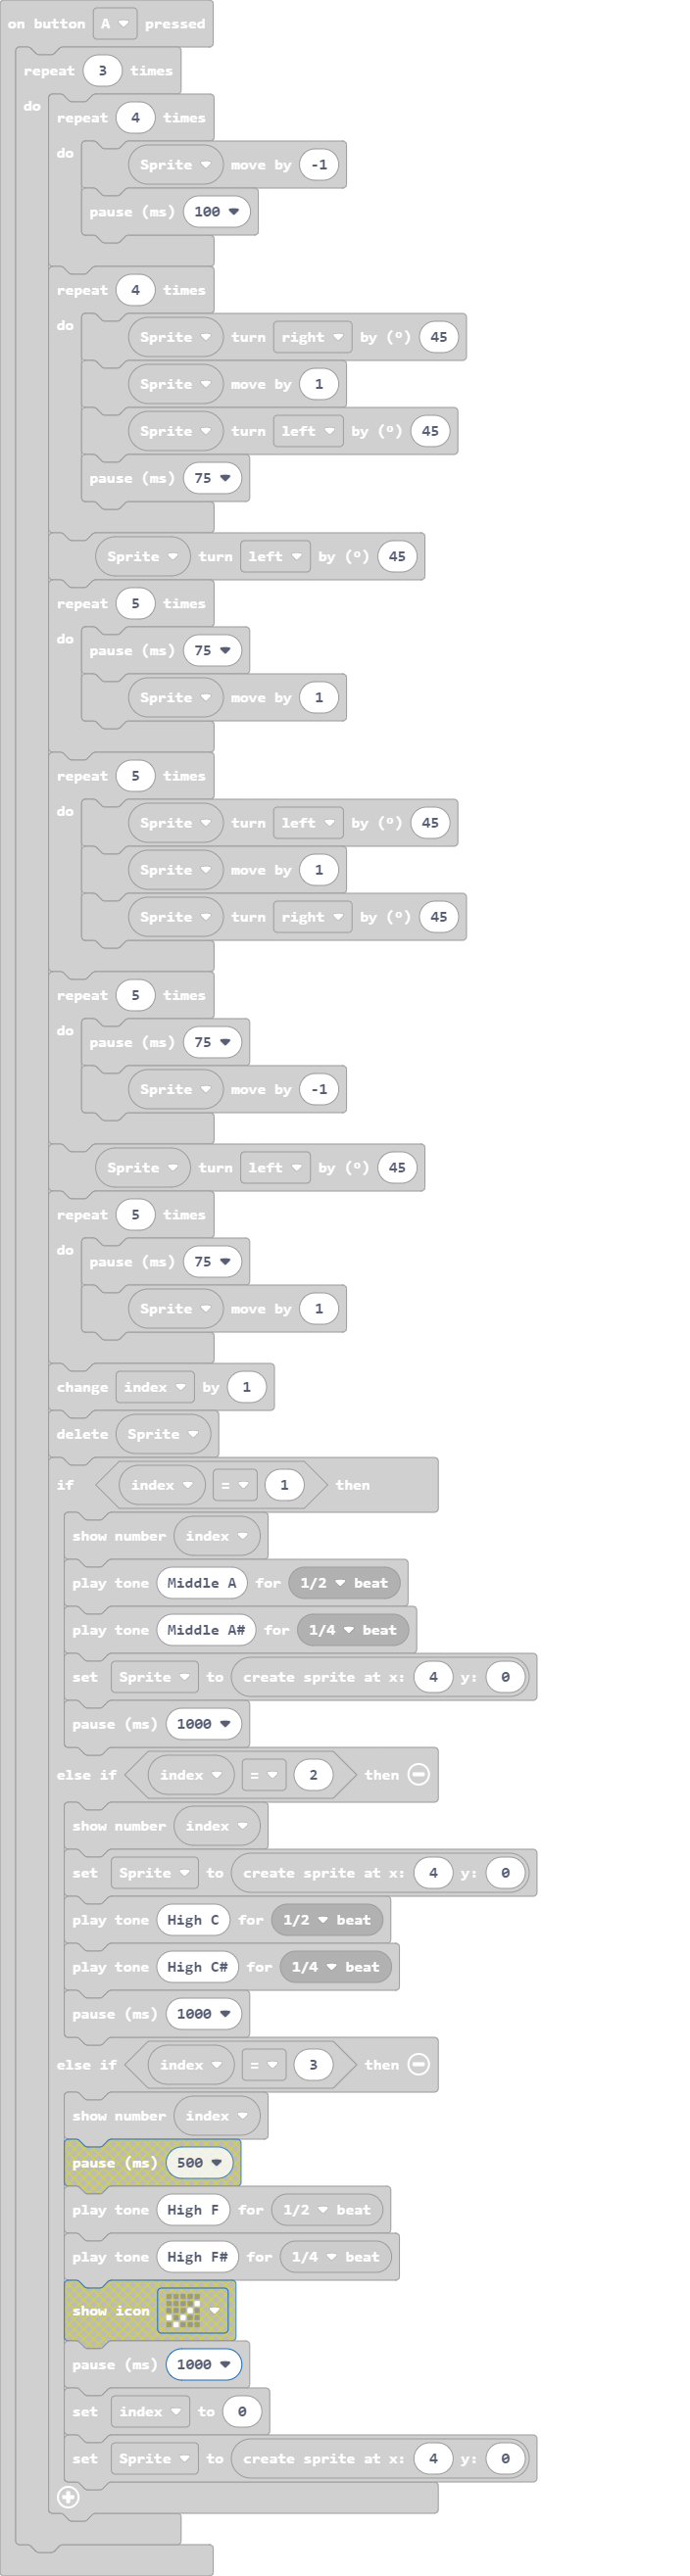 on button A pressed
repeat 3 times
do
repeat 4 times
do
Sprite move by -1
pause (ms) 100
repeat 4 times
do
Sprite turn right by (°) 45
Sprite move by 1
Sprite turn left by (°) 45
pause (ms) 75
Sprite turn left by (°) 45
repeat 5 times
do
pause (ms) 75
Sprite move by 1
repeat 5 times
do
Sprite turn left by (°) 45
Sprite move by 1
Sprite turn right by (°) 45
repeat 5 times
do
pause (ms) 75
Sprite move by -1
Sprite turn left by (°) 45
repeat 5 times
do
pause (ms) 75
Sprite move by 1
change index by 1
delete Sprite
if index = 1 then
show number index
play tone Middle A for 1/2 beat
play tone Middle A# for 1/4 beat
set Sprite to create sprite at x: 4 y: 0
pause (ms) 1000
else if index = 2 then
show number index
set Sprite to create sprite at x: 4 y: 0
play tone High C for 1/2 beat
play tone High C# for 1/4 beat
pause (ms) 1000
else if index = 3 then
show number index
pause (ms) 500
play tone High F for 1/2 beat
play tone High F# for 1/4 beat
show icon
pause (ms) 1000
set index to 0
set Sprite to create sprite at x: 4 y: 0